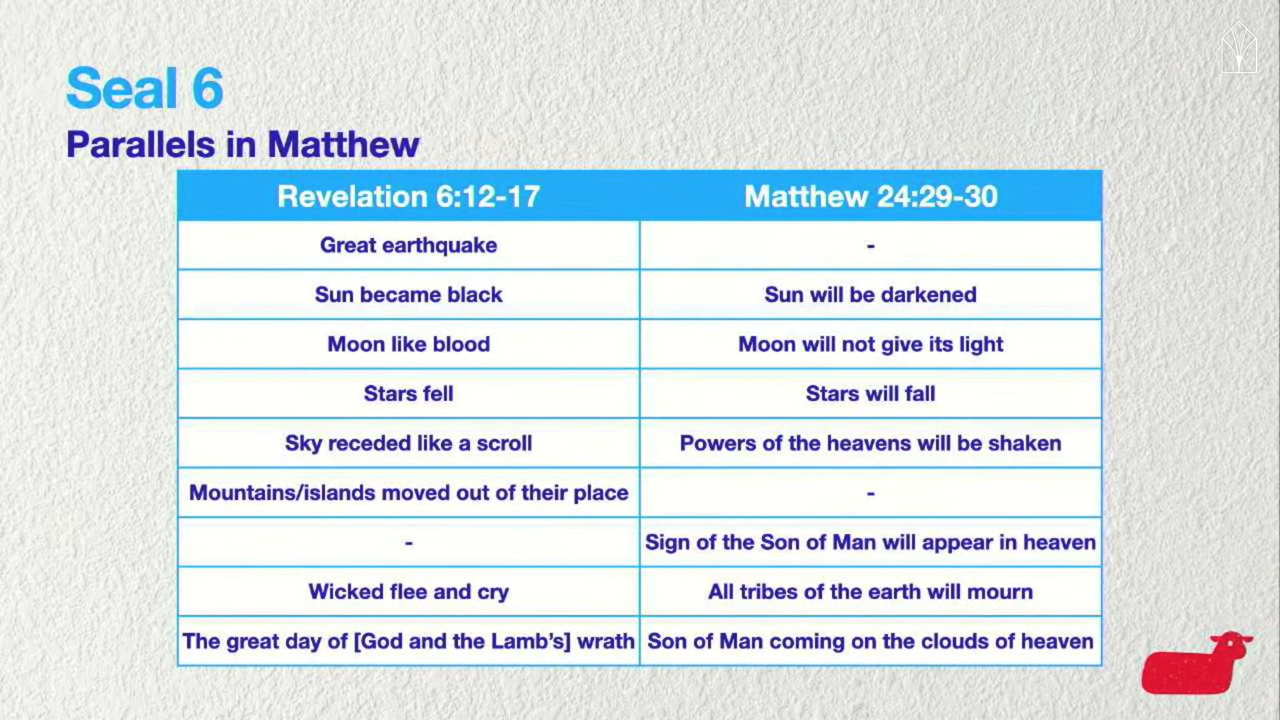 Seal 6
Parallels in Matthew
Revelation 6:12-17 Matthew 24:29-30
Great earthquake -
Sun became black Sun will be darkened
Moon like blood Moon will not give its light
Stars fell Stars will fall
Sky receded like a scroll Powers of the heavens will be shaken
Mountains/islands moved out of their place -
- Sign of the Son of Man will appear in heaven
Wicked flee and cry All tribes of the earth will mourn
The great day of [God and the Lamb's] wrath Son of Man coming on the clouds of heaven